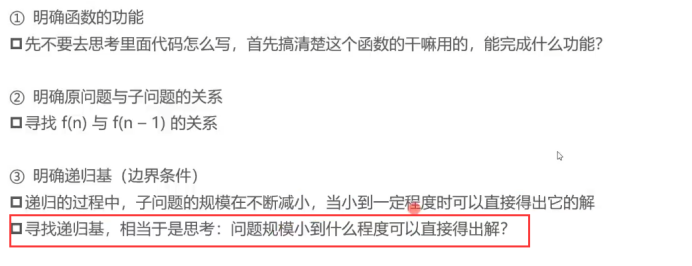 ① 明确函数的功能
先不要去思考里面代码怎么写，首先搞清楚这个函数的干嘛用的，能完成什么功能？
② 明确原问题与子问题的关系
寻找 f(n) 与 f(n – 1) 的关系
③ 明确递归基（边界条件）
递归的过程中，子问题的规模在不断减小，当小到一定程度时可以直接得出它的解
寻找递归基，相当于是思考：问题规模小到什么程度可以直接得出解？